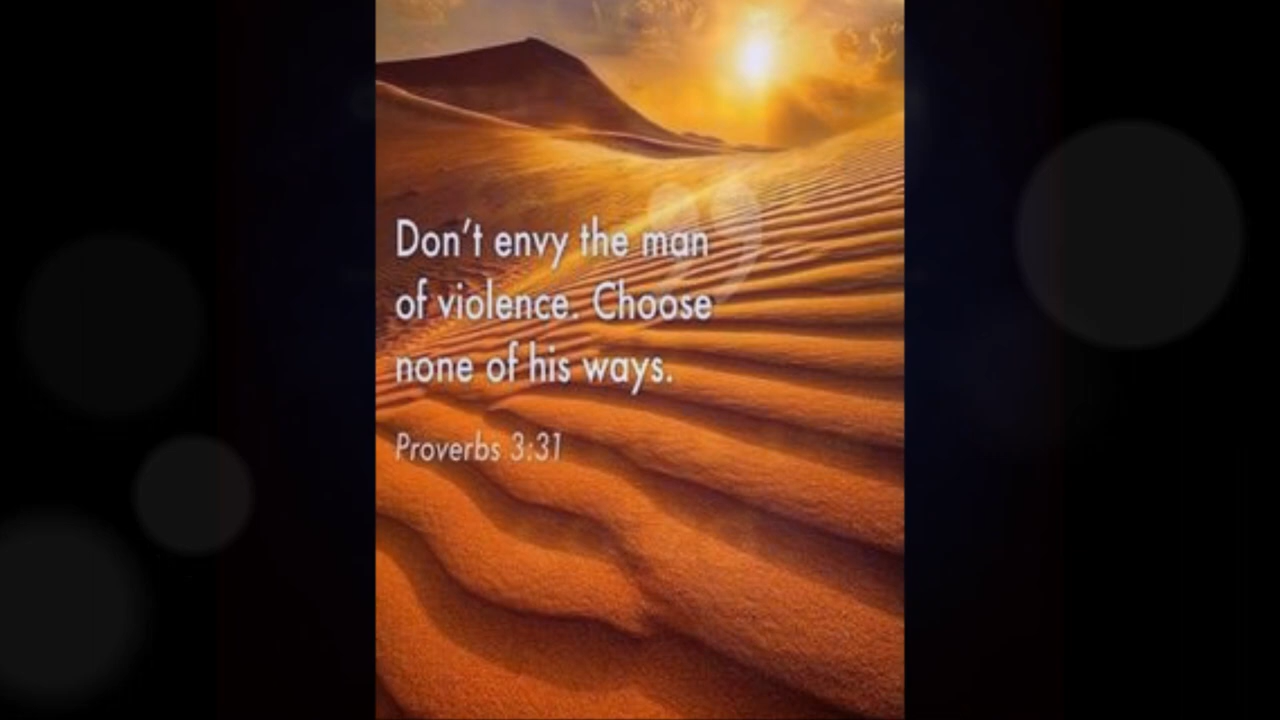 Don't envy the man
of violence. Choose
none of his ways.
Proverbs 3:31